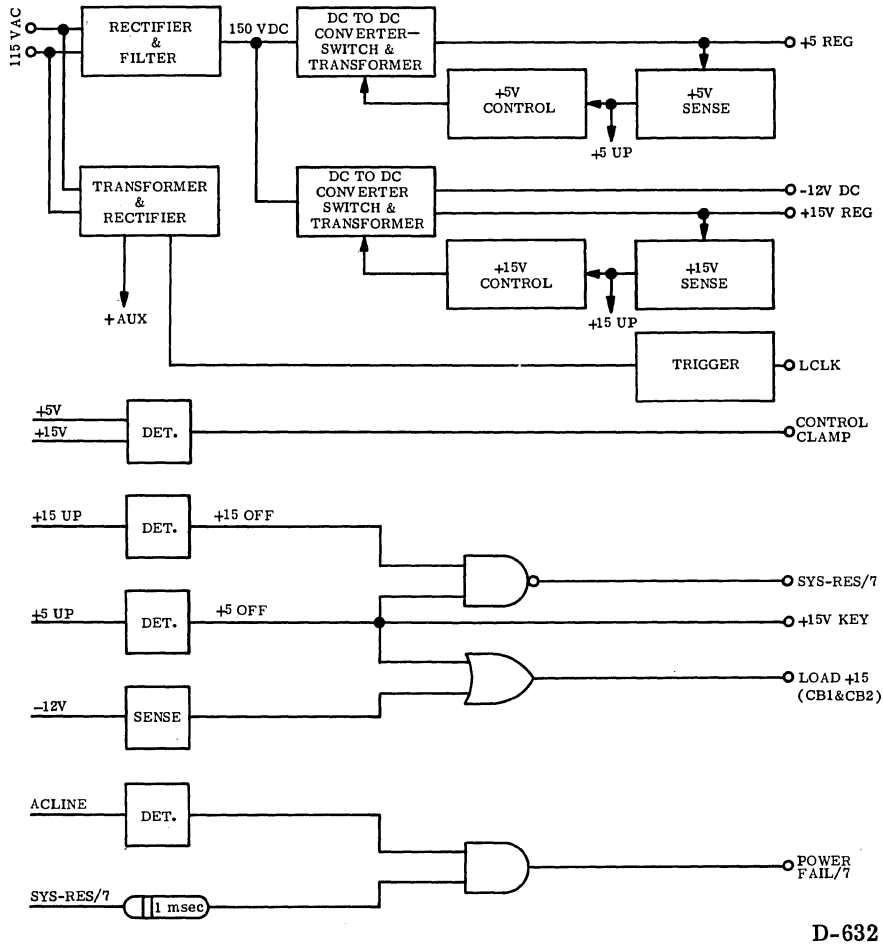 115 VAC
RECTIFIER
&
FILTER
150 VDC
DC TO DC
CONVERTER—
SWITCH &
TRANSFORMER
+5 REG
+5V
CONTROL
+5V
SENSE
+5 UP
TRANSFORMER
&
RECTIFIER
DC TO DC
CONVERTER
SWITCH &
TRANSFORMER
-12V DC
+15V REG
+15V
CONTROL
+15V
SENSE
+15 UP
+AUX
TRIGGER
LCLK
+5V
+15V
DET.
CONTROL
CLAMP
+15 UP
DET.
+15 OFF
SYS-RES/7
+5 UP
DET.
+5 OFF
+15V KEY
LOAD +15
(CB1&CB2)
-12V
SENSE
ACLINE
DET.
POWER
FAIL/7
SYS-RES/7
1 msec
D-632